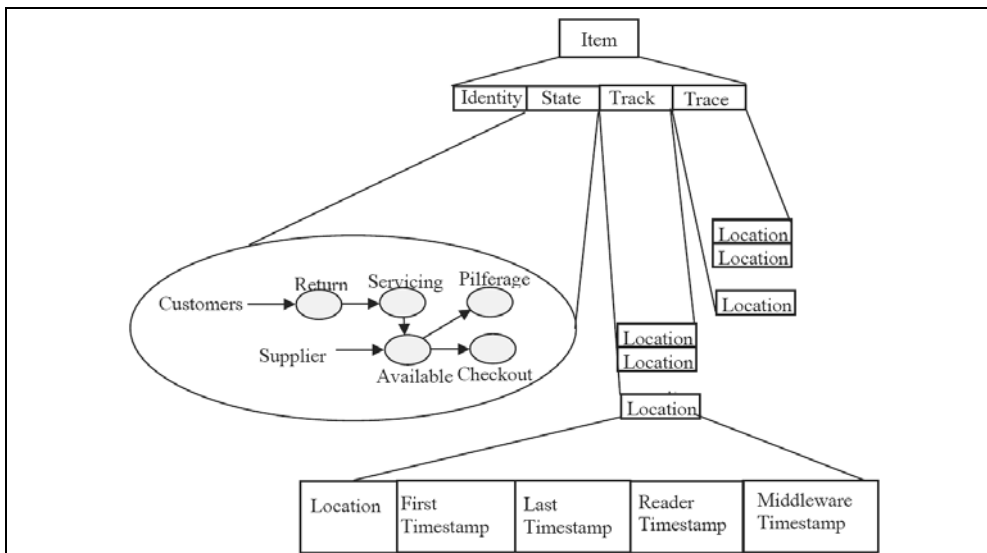 Item
Identity State Track Trace
Location
Location
Location
Return Servicing Pilferage
Customers
Supplier
Available Checkout
Location
Location
Location
Location First Timestamp Last Timestamp Reader Timestamp Middleware Timestamp